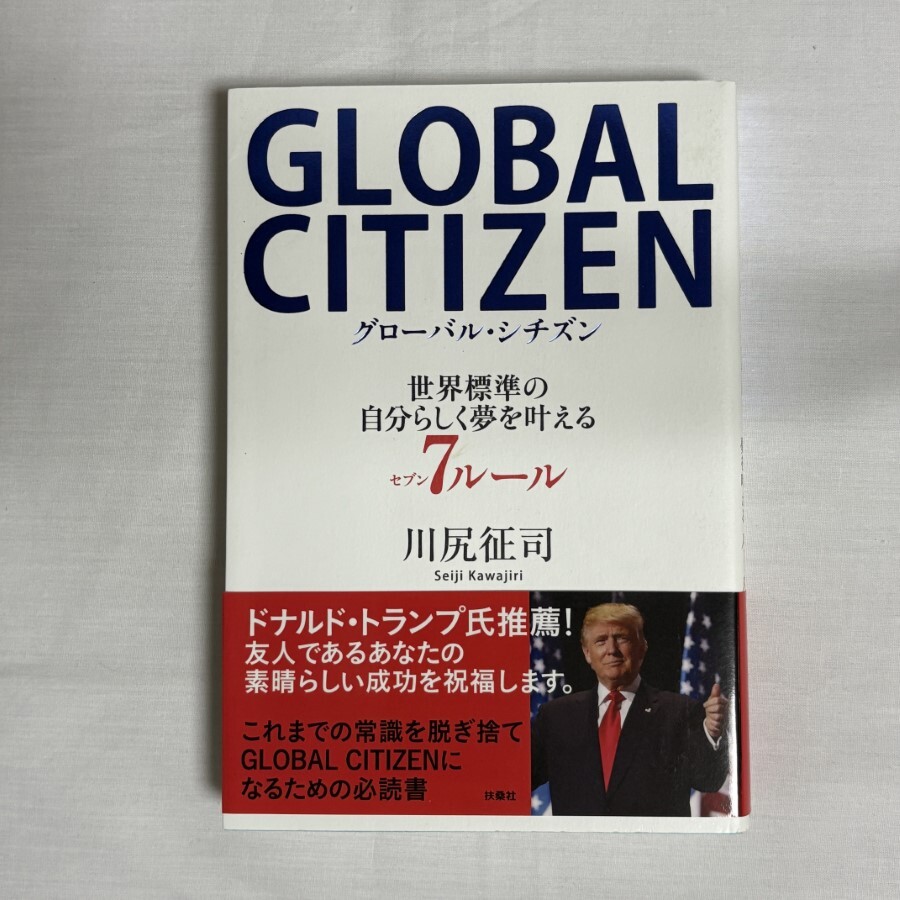 GLOBAL
CITIZEN
グローバル・シチズン
世界標準の
自分らしく夢を叶える
セブン
7ルール
川尻征司
Seiji Kawajiri
ドナルド・トランプ氏推薦!
友人であるあなたの
素晴らしい成功を祝福します。
これまでの常識を脱ぎ捨て
GLOBAL CITIZENに
なるための必読書
扶桑社